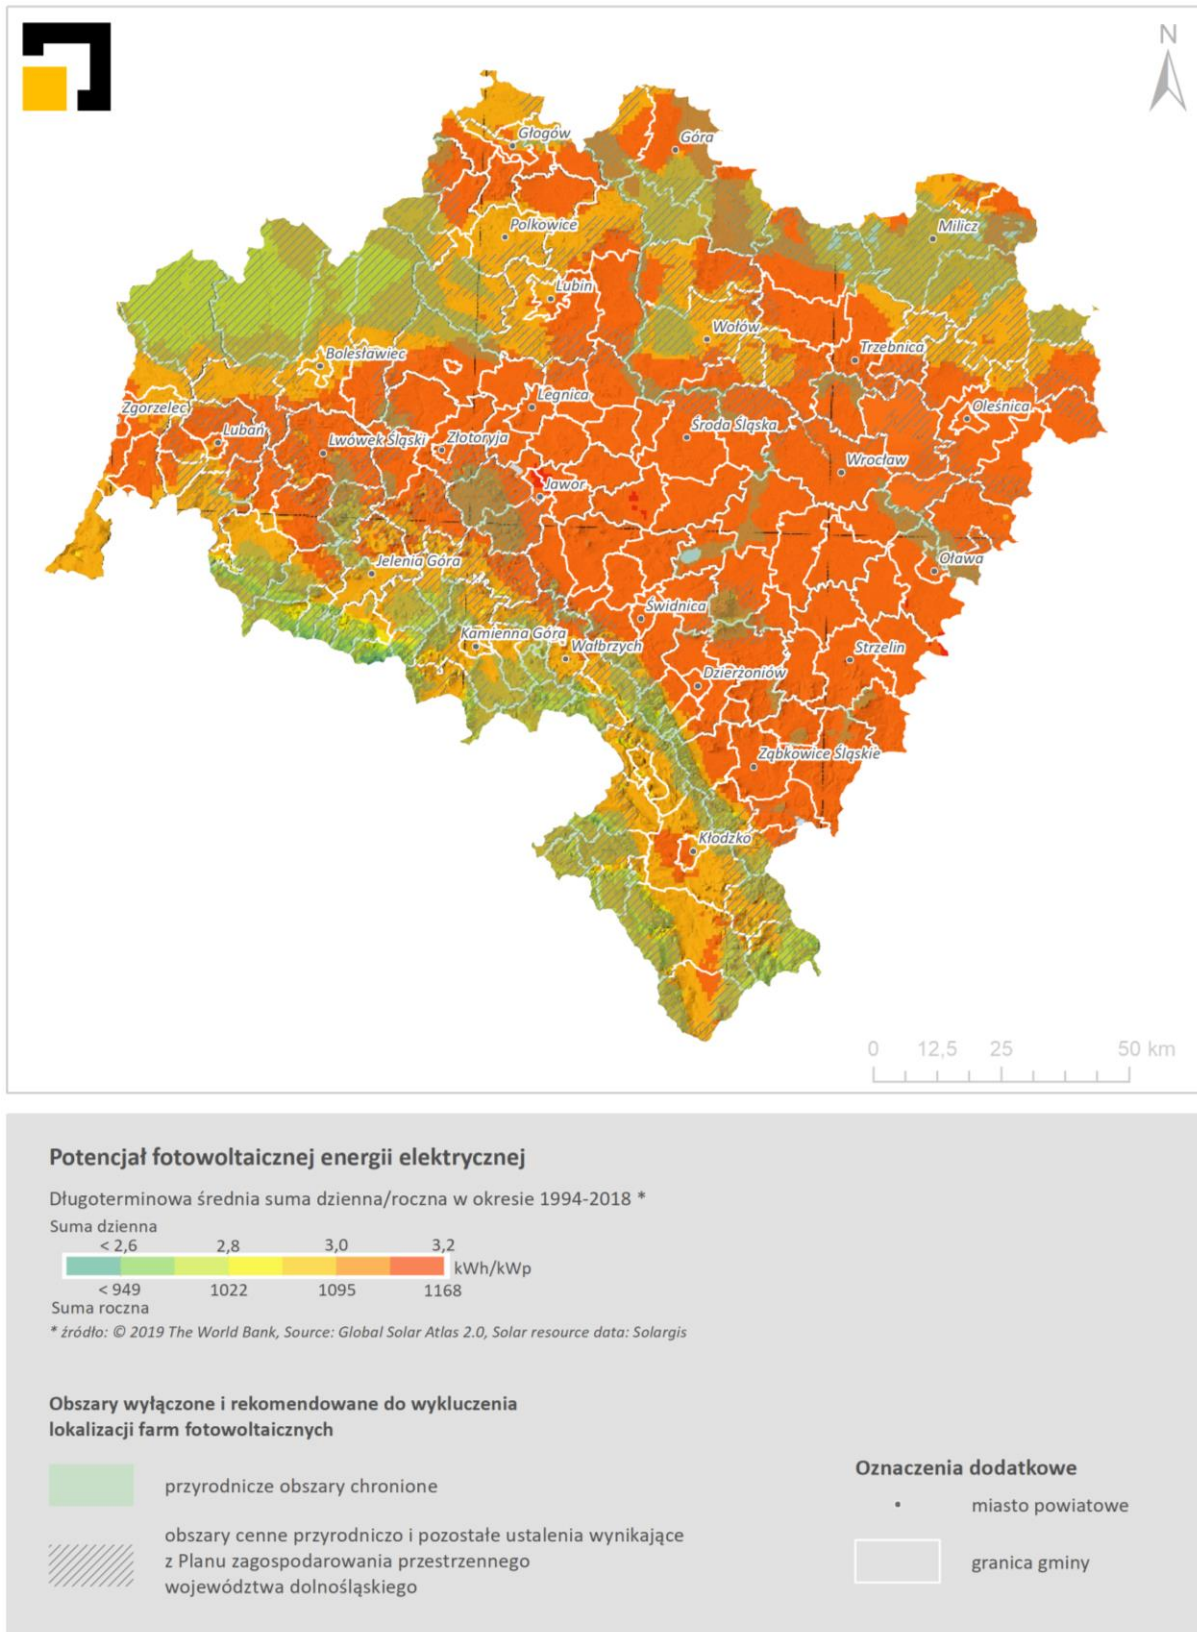 N
Głogów
Góra
Polkowice
Milicz
Lubin
Wołów
Bolesławiec
Trzebnica
Zgorzelec
Legnica
Oleśnica
Lubań
Lwówek Śląski
Złotoryja
Środa Śląska
Wrocław
Jawor
Jelenia Góra
Oława
Świdnica
Kamienna Góra
Wałbrzych
Strzelin
Dzierżoniów
Ząbkowice Śląskie
Kłodzko
0 12,5 25 50 km
Potencjał fotowoltaicznej energii elektrycznej
Długoterminowa średnia suma dzienna/roczna w okresie 1994-2018 *
Suma dzienna
< 2,6 2,8 3,0 3,2
kWh/kWp
< 949 1022 1095 1168
Suma roczna
* źródło: © 2019 The World Bank, Source: Global Solar Atlas 2.0, Solar resource data: Solargis
Obszary wyłączone i rekomendowane do wykluczenia
lokalizacji farm fotowoltaicznych
przyrodnicze obszary chronione
obszary cenne przyrodniczo i pozostałe ustalenia wynikające
z Planu zagospodarowania przestrzennego
województwa dolnośląskiego
Oznaczenia dodatkowe
miasto powiatowe
granica gminy